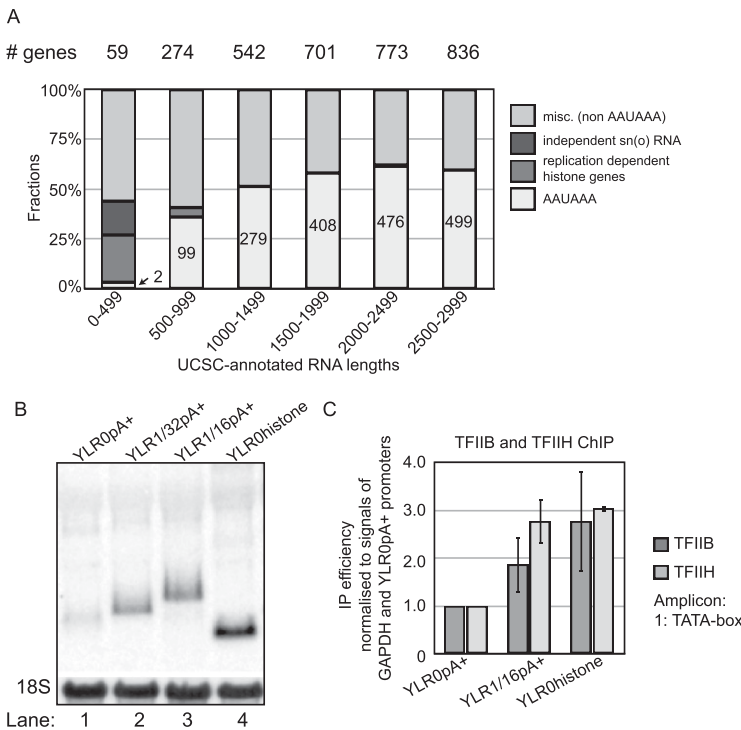 A
# genes 59 274 542 701 773 836
100%
75%
50%
25%
0%
Fractions
99
279
408
476
499
2
0-499
500-999
1000-1499
1500-1999
2000-2499
2500-2999
UCSC-annotated RNA lengths
misc. (non AAUAAA)
independent sn(o) RNA
replication dependent
histone genes
AAUAAA
B
YLR0pA+
YLR1/32pA+
YLR1/16pA+
YLR0histone
18S
Lane: 1 2 3 4
C
TFIIB and TFIIH ChIP
IP efficiency
normalised to signals of
GAPDH and YLR0pA+ promoters
4.0
3.0
2.0
1.0
0
YLR0pA+
YLR1/16pA+
YLR0histone
TFIIB
TFIIH
Amplicon:
1: TATA-box